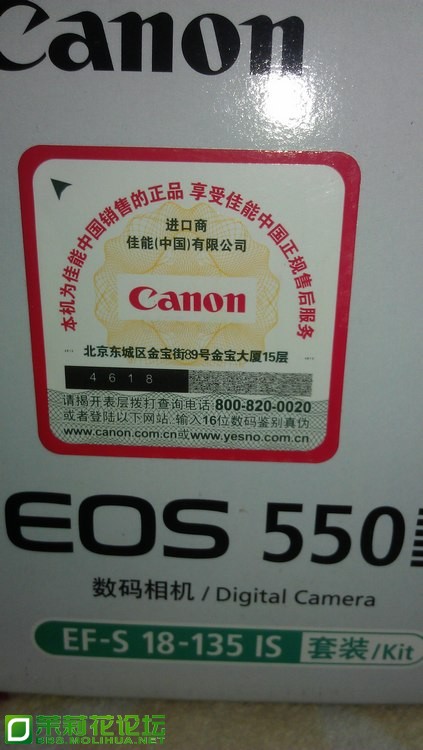 Canon
本机为佳能中国销售的正品 享受佳能中国正规售后服务
进口商
佳能(中国)有限公司
Canon
北京东城区金宝街89号金宝大厦15层
4618
请揭开表层拨打查询电话 800-820-0020
或者登陆以下网站 输入16位数码鉴别真伪
www.canon.com.cn或www.yesno.com.cn
EOS 550
数码相机 / Digital Camera
EF-S 18-135 IS 套装/Kit
茉莉花论坛
BBS.MOLIHUA.NET